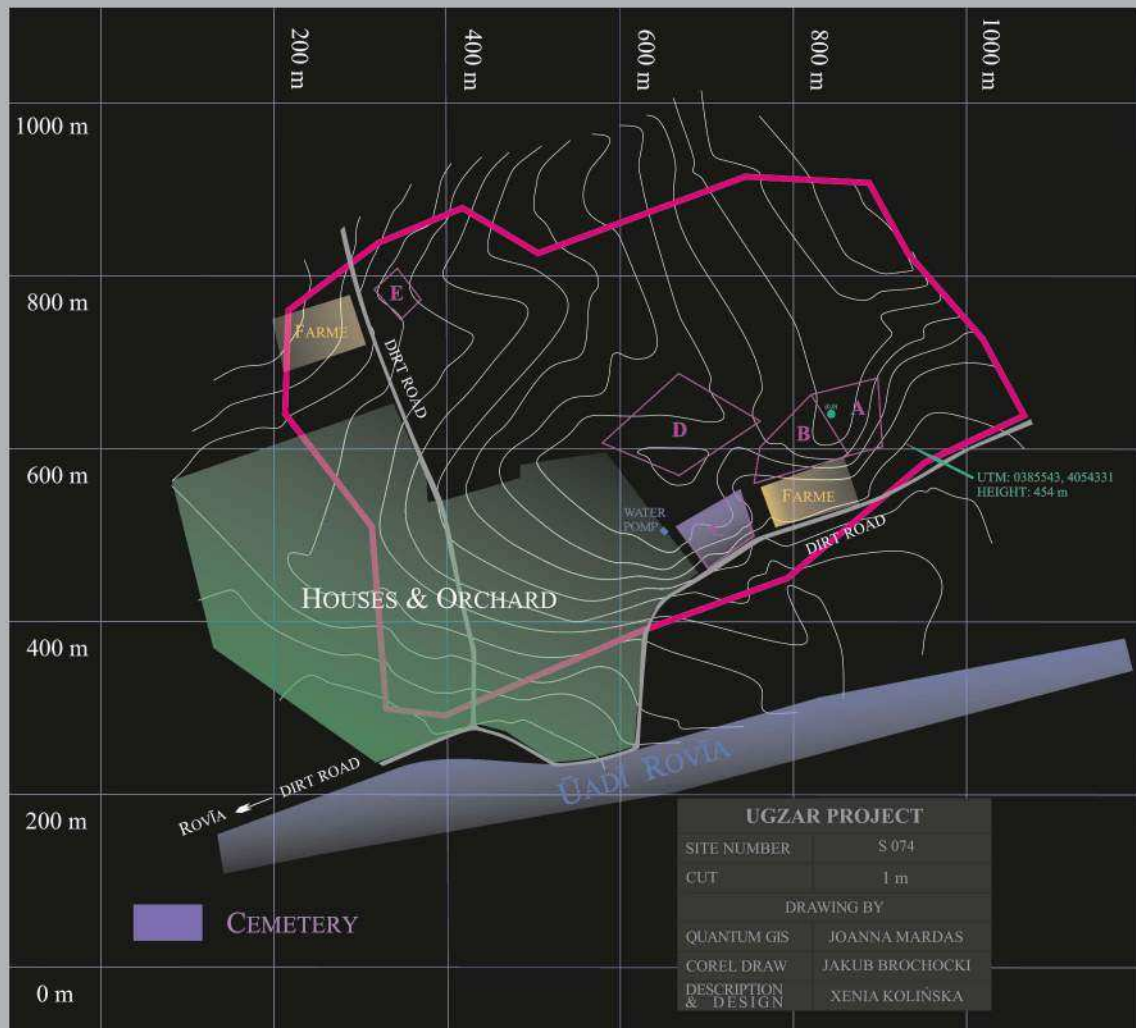 200 m
400 m
600 m
800 m
1000 m
1000 m
800 m
600 m
400 m
200 m
0 m
E
FARME
DIRT ROAD
D
A
B
FARME
UTM: 0385543, 4054331
HEIGHT: 454 m
WATER
POMP
DIRT ROAD
HOUSES & ORCHARD
ÜADĪ ROVĪA
DIRT ROAD
ROVĪA
CEMETERY
UGZAR PROJECT
SITE NUMBER S 074
CUT 1 m
DRAWING BY
QUANTUM GIS JOANNA MARDAS
COREL DRAW JAKUB BROCHOCKI
DESCRIPTION
& DESIGN XENIA KOLIŃSKA